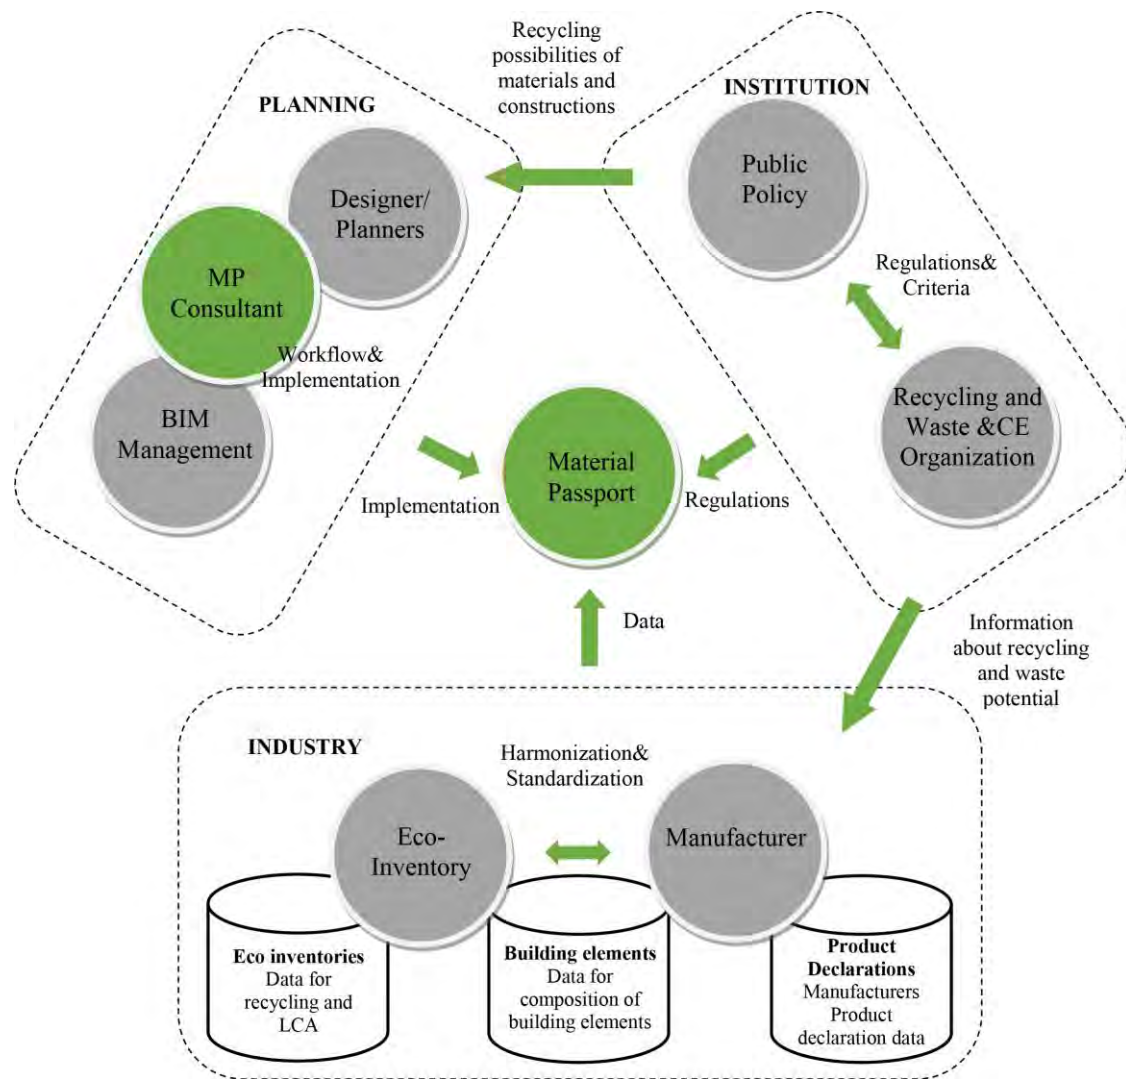 Recycling
possibilities of
materials and
constructions
PLANNING
INSTITUTION
Designer/
Planners
Public
Policy
MP
Consultant
Regulations&
Criteria
Workflow&
Implementation
BIM
Management
Recycling and
Waste &CE
Organization
Material
Passport
Implementation
Regulations
Data
Information
about recycling
and waste
potential
INDUSTRY
Harmonization&
Standardization
Eco-
Inventory
Manufacturer
Eco inventories
Data for
recycling and
LCA
Building elements
Data for
composition of
building elements
Product
Declarations
Manufacturers
Product
declaration data